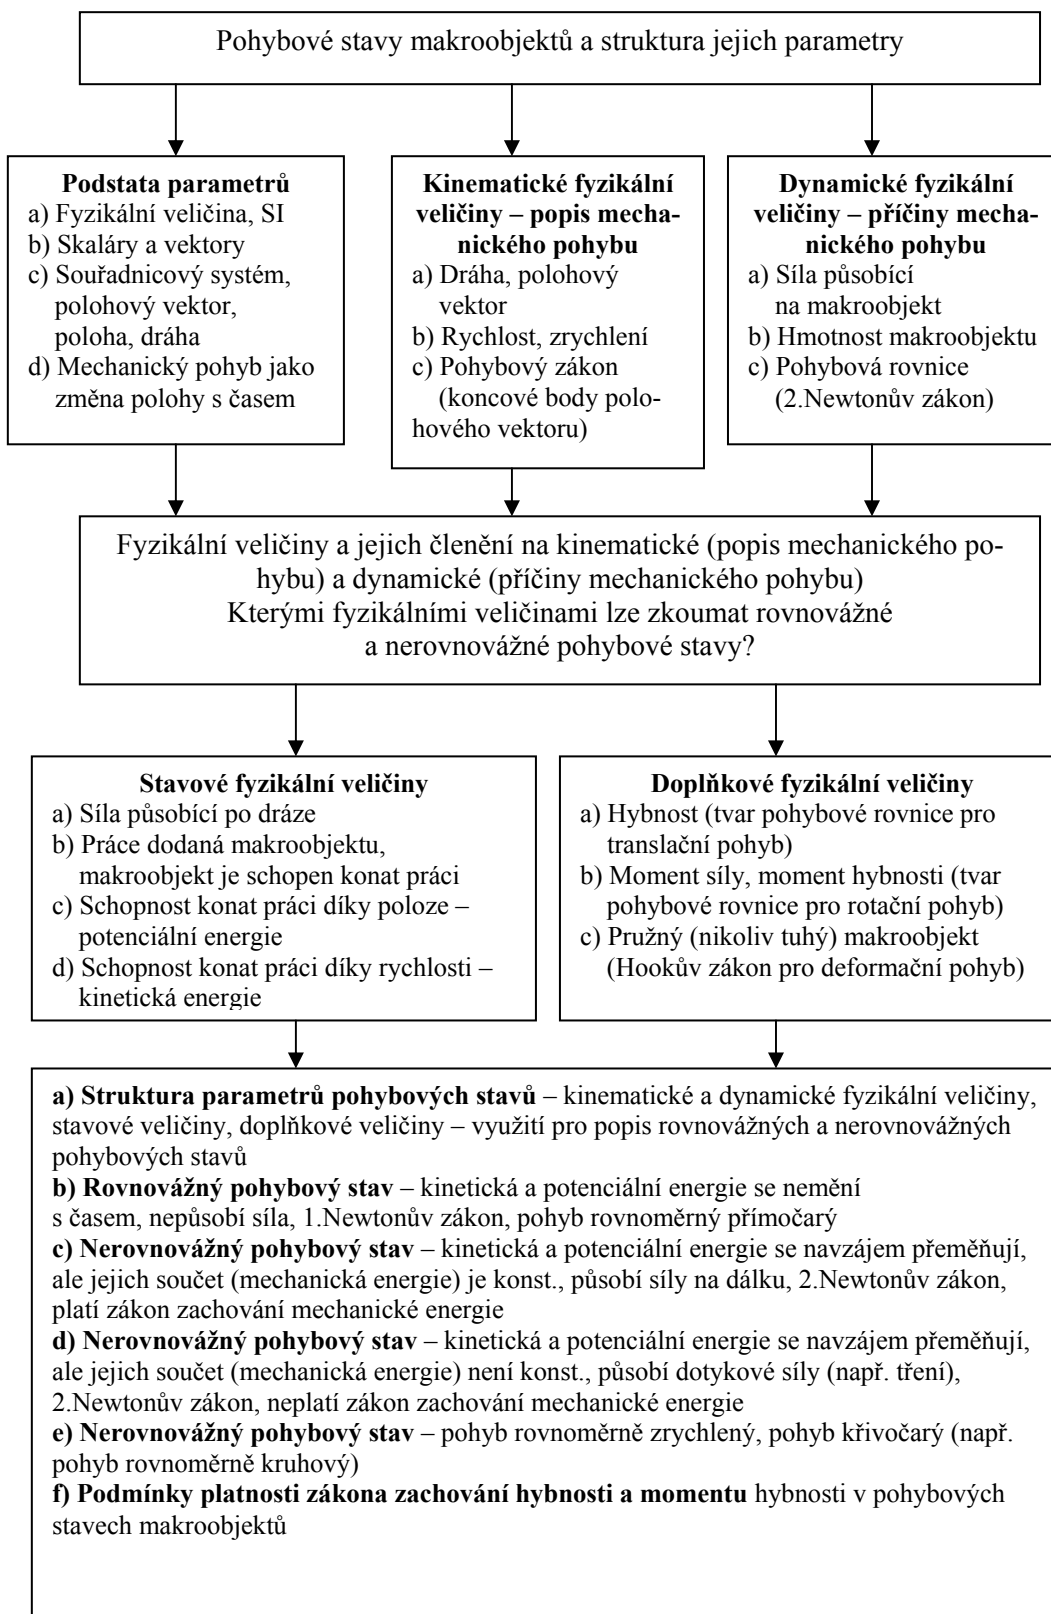 Pohybové stavy makroobjektů a struktura jejich parametry
Podstata parametrů
a) Fyzikální veličina, SI
b) Skaláry a vektory
c) Souřadnicový systém,
polohový vektor,
poloha, dráha
d) Mechanický pohyb jako
změna polohy s časem
Kinematické fyzikální
veličiny – popis mecha-
nického pohybu
a) Dráha, polohový
vektor
b) Rychlost, zrychlení
c) Pohybový zákon
(koncové body polo-
hového vektoru)
Dynamické fyzikální
veličiny – příčiny mecha-
nického pohybu
a) Síla působící
na makroobjekt
b) Hmotnost makroobjektu
c) Pohybová rovnice
(2.Newtonův zákon)
Fyzikální veličiny a jejich členění na kinematické (popis mechanického po-
hybu) a dynamické (příčiny mechanického pohybu)
Kterými fyzikálními veličinami lze zkoumat rovnovážné
a nerovnovážné pohybové stavy?
Stavové fyzikální veličiny
a) Síla působící po dráze
b) Práce dodaná makroobjektu,
makroobjekt je schopen konat práci
c) Schopnost konat práci díky poloze –
potenciální energie
d) Schopnost konat práci díky rychlosti –
kinetická energie
Doplňkové fyzikální veličiny
a) Hybnost (tvar pohybové rovnice pro
translační pohyb)
b) Moment síly, moment hybnosti (tvar
pohybové rovnice pro rotační pohyb)
c) Pružný (nikoliv tuhý) makroobjekt
(Hookův zákon pro deformační pohyb)
a) Struktura parametrů pohybových stavů – kinematické a dynamické fyzikální veličiny,
stavové veličiny, doplňkové veličiny – využití pro popis rovnovážných a nerovnovážných
pohybových stavů
b) Rovnovážný pohybový stav – kinetická a potenciální energie se nemění
s časem, nepůsobí síla, 1.Newtonův zákon, pohyb rovnoměrný přímočarý
c) Nerovnovážný pohybový stav – kinetická a potenciální energie se navzájem přeměňují,
ale jejich součet (mechanická energie) je konst., působí síly na dálku, 2.Newtonův zákon,
platí zákon zachování mechanické energie
d) Nerovnovážný pohybový stav – kinetická a potenciální energie se navzájem přeměňují,
ale jejich součet (mechanická energie) není konst., působí dotykové síly (např. tření),
2.Newtonův zákon, neplatí zákon zachování mechanické energie
e) Nerovnovážný pohybový stav – pohyb rovnoměrně zrychlený, pohyb křivočarý (např.
pohyb rovnoměrně kruhový)
f) Podmínky platnosti zákona zachování hybnosti a momentu hybnosti v pohybových
stavech makroobjektů